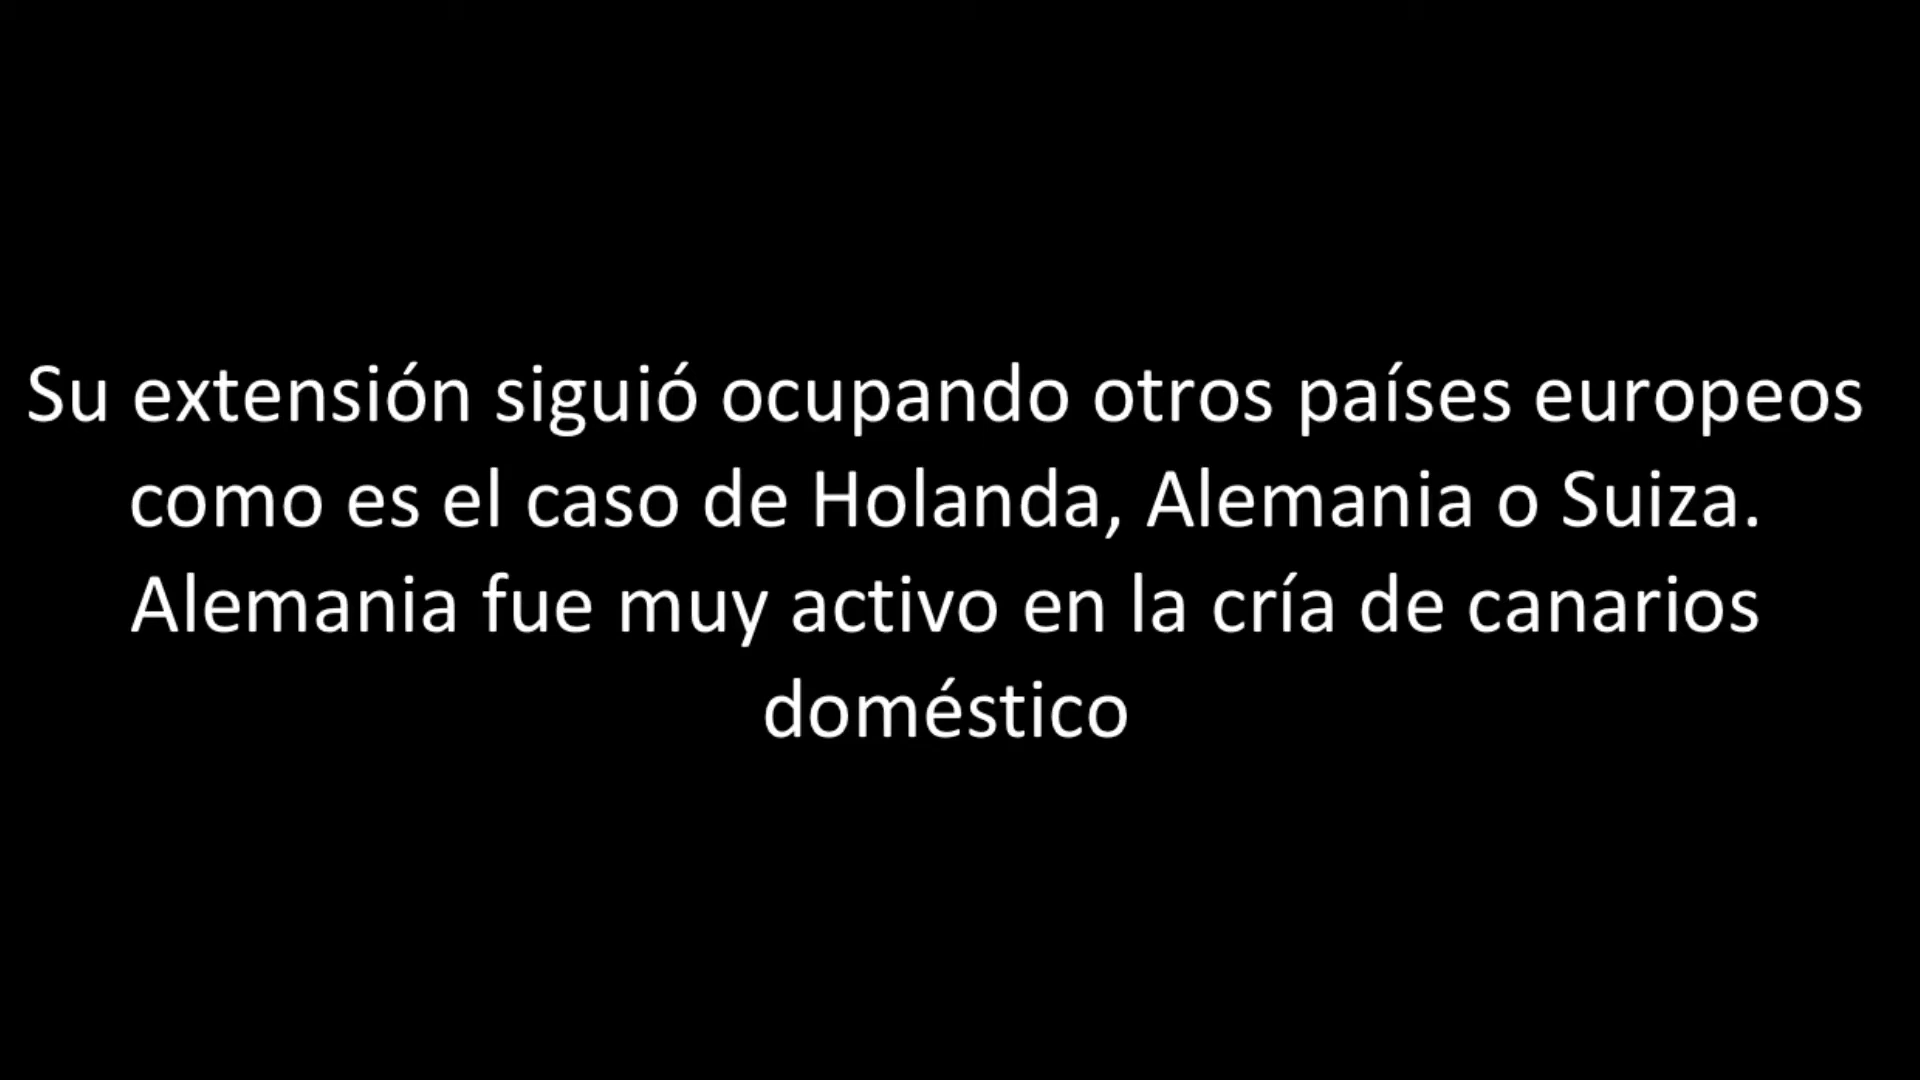 Su extensión siguió ocupando otros países europeos
como es el caso de Holanda, Alemania o Suiza.
Alemania fue muy activo en la cría de canarios
doméstico